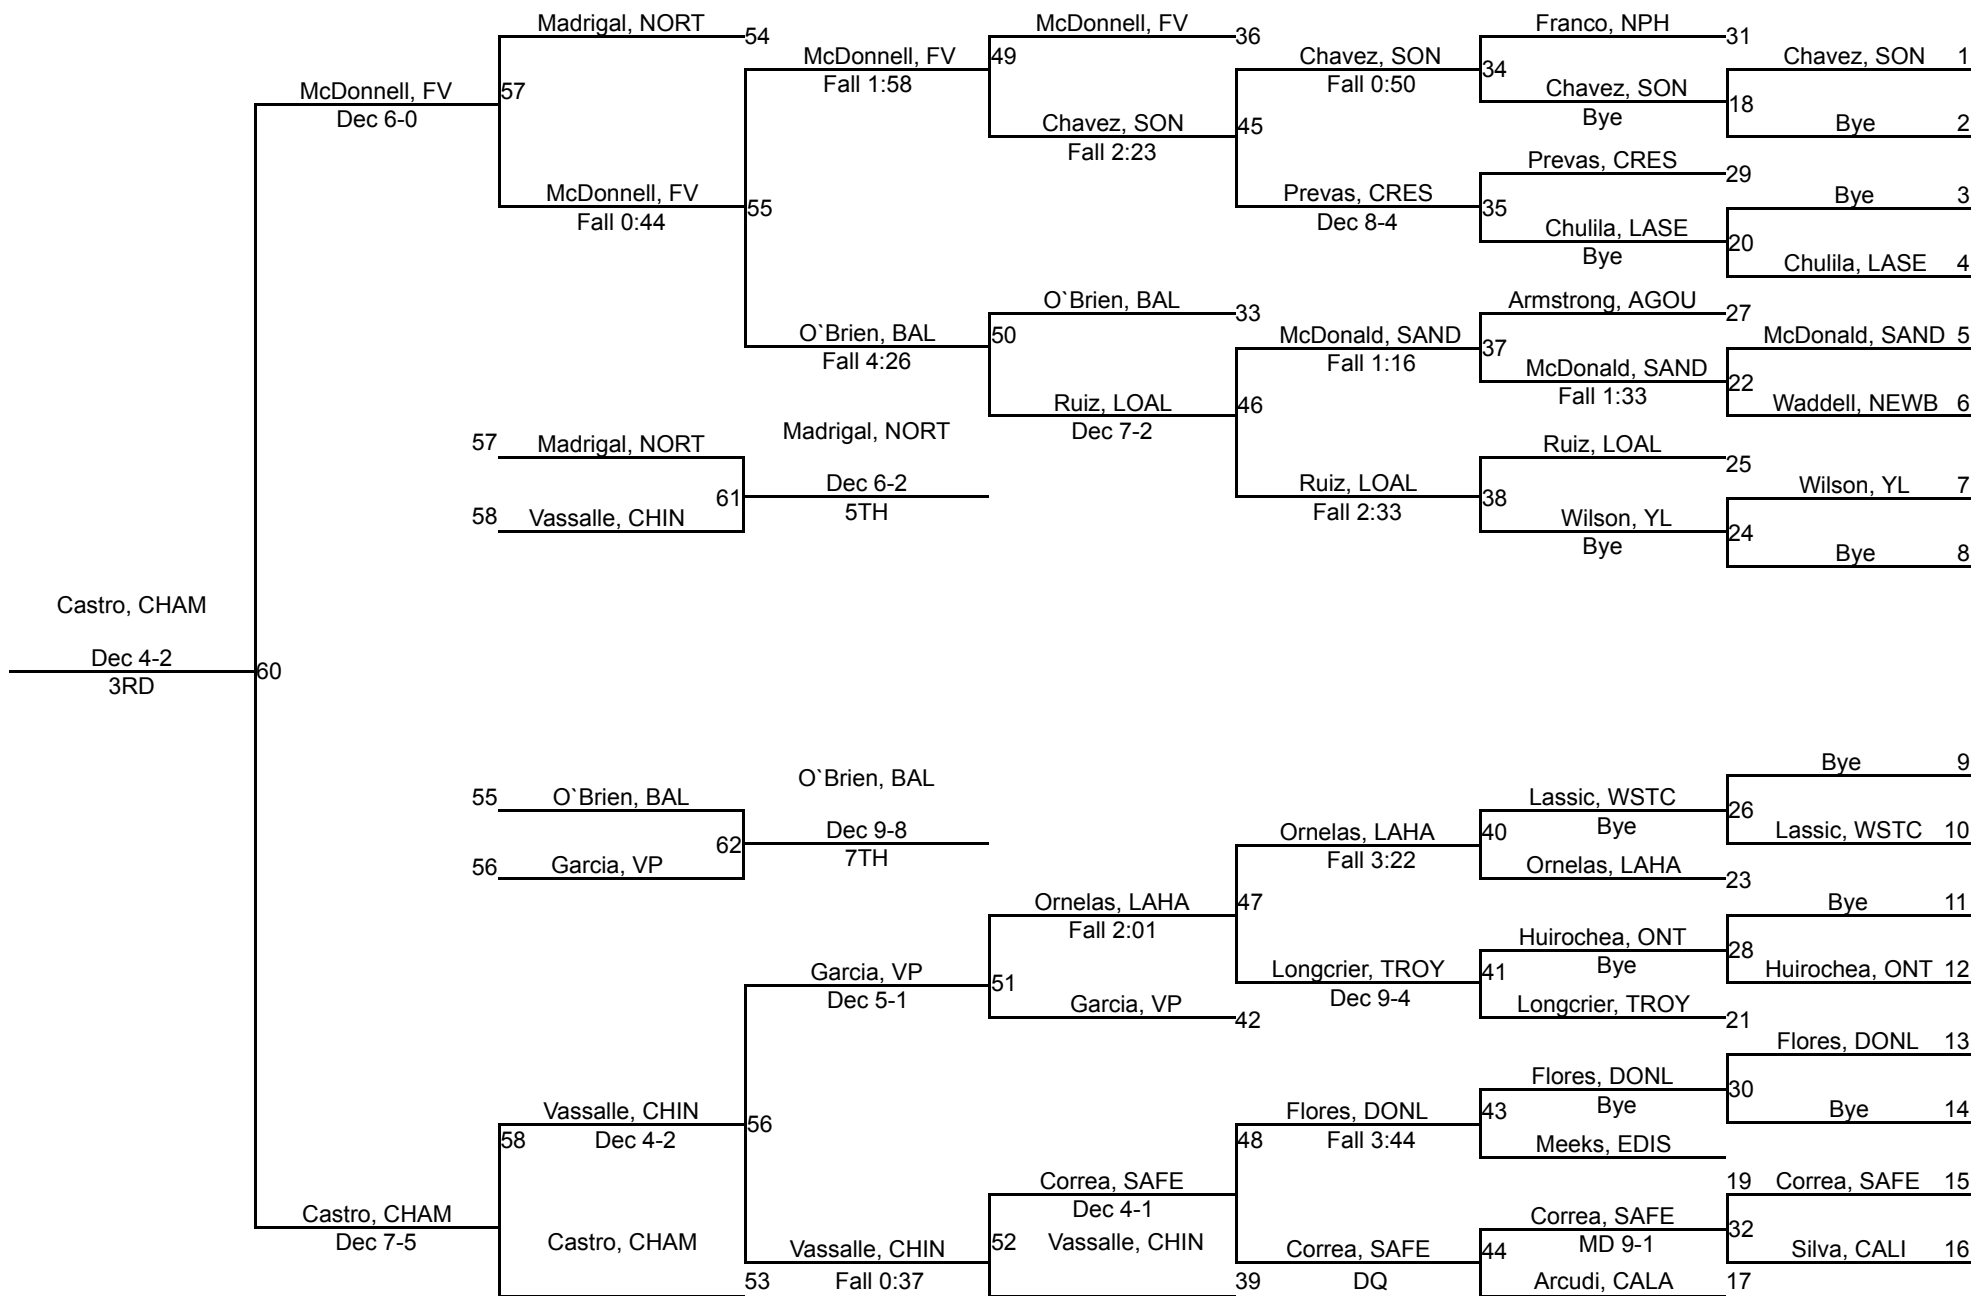 Madrigal, NORT
54
McDonnell, FV
36
Franco, NPH
31
McDonnell, FV
49
Chavez, SON
Chavez, SON 1
Fall 1:58
Fall 0:50
34
McDonnell, FV
57
Chavez, SON
18
Dec 6-0
Bye
Chavez, SON
45
Bye 2
Fall 2:23
Prevas, CRES
29
McDonnell, FV
55
Prevas, CRES
35
Bye 3
Fall 0:44
Dec 8-4
Chulila, LASE
20
Bye
Chulila, LASE 4
O`Brien, BAL
33
Armstrong, AGOU
27
O`Brien, BAL
50
McDonald, SAND
37
McDonald, SAND 5
Fall 4:26
Fall 1:16
McDonald, SAND
22
Fall 1:33
Ruiz, LOAL
46
Waddell, NEWB 6
Dec 7-2
57
Madrigal, NORT
Madrigal, NORT
Ruiz, LOAL
25
61
Dec 6-2
Ruiz, LOAL
38
Wilson, YL 7
5TH
Fall 2:33
58
Vassalle, CHIN
Wilson, YL
24
Bye
Bye 8
Castro, CHAM
Dec 4-2
60
3RD
Bye 9
O`Brien, BAL
55
O`Brien, BAL
Lassic, WSTC
26
Bye
62
Dec 9-8
Ornelas, LAHA
40
Lassic, WSTC 10
7TH
Fall 3:22
56
Garcia, VP
Ornelas, LAHA
23
Ornelas, LAHA
47
Bye 11
Fall 2:01
Huirochea, ONT
28
Bye
Garcia, VP
51
Longcrier, TROY
41
Huirochea, ONT 12
Dec 5-1
Dec 9-4
Garcia, VP
42
Longcrier, TROY
21
Flores, DONL 13
Flores, DONL
30
Bye
Vassalle, CHIN
56
Flores, DONL
43
Bye 14
58
Dec 4-2
48
Fall 3:44
Meeks, EDIS
19
Correa, SAFE
Correa, SAFE 15
Dec 4-1
Castro, CHAM
Correa, SAFE
32
Dec 7-5
MD 9-1
Castro, CHAM
Vassalle, CHIN
52
Vassalle, CHIN
Correa, SAFE
44
Silva, CALI 16
53
Fall 0:37
39
DQ
Arcudi, CALA
17